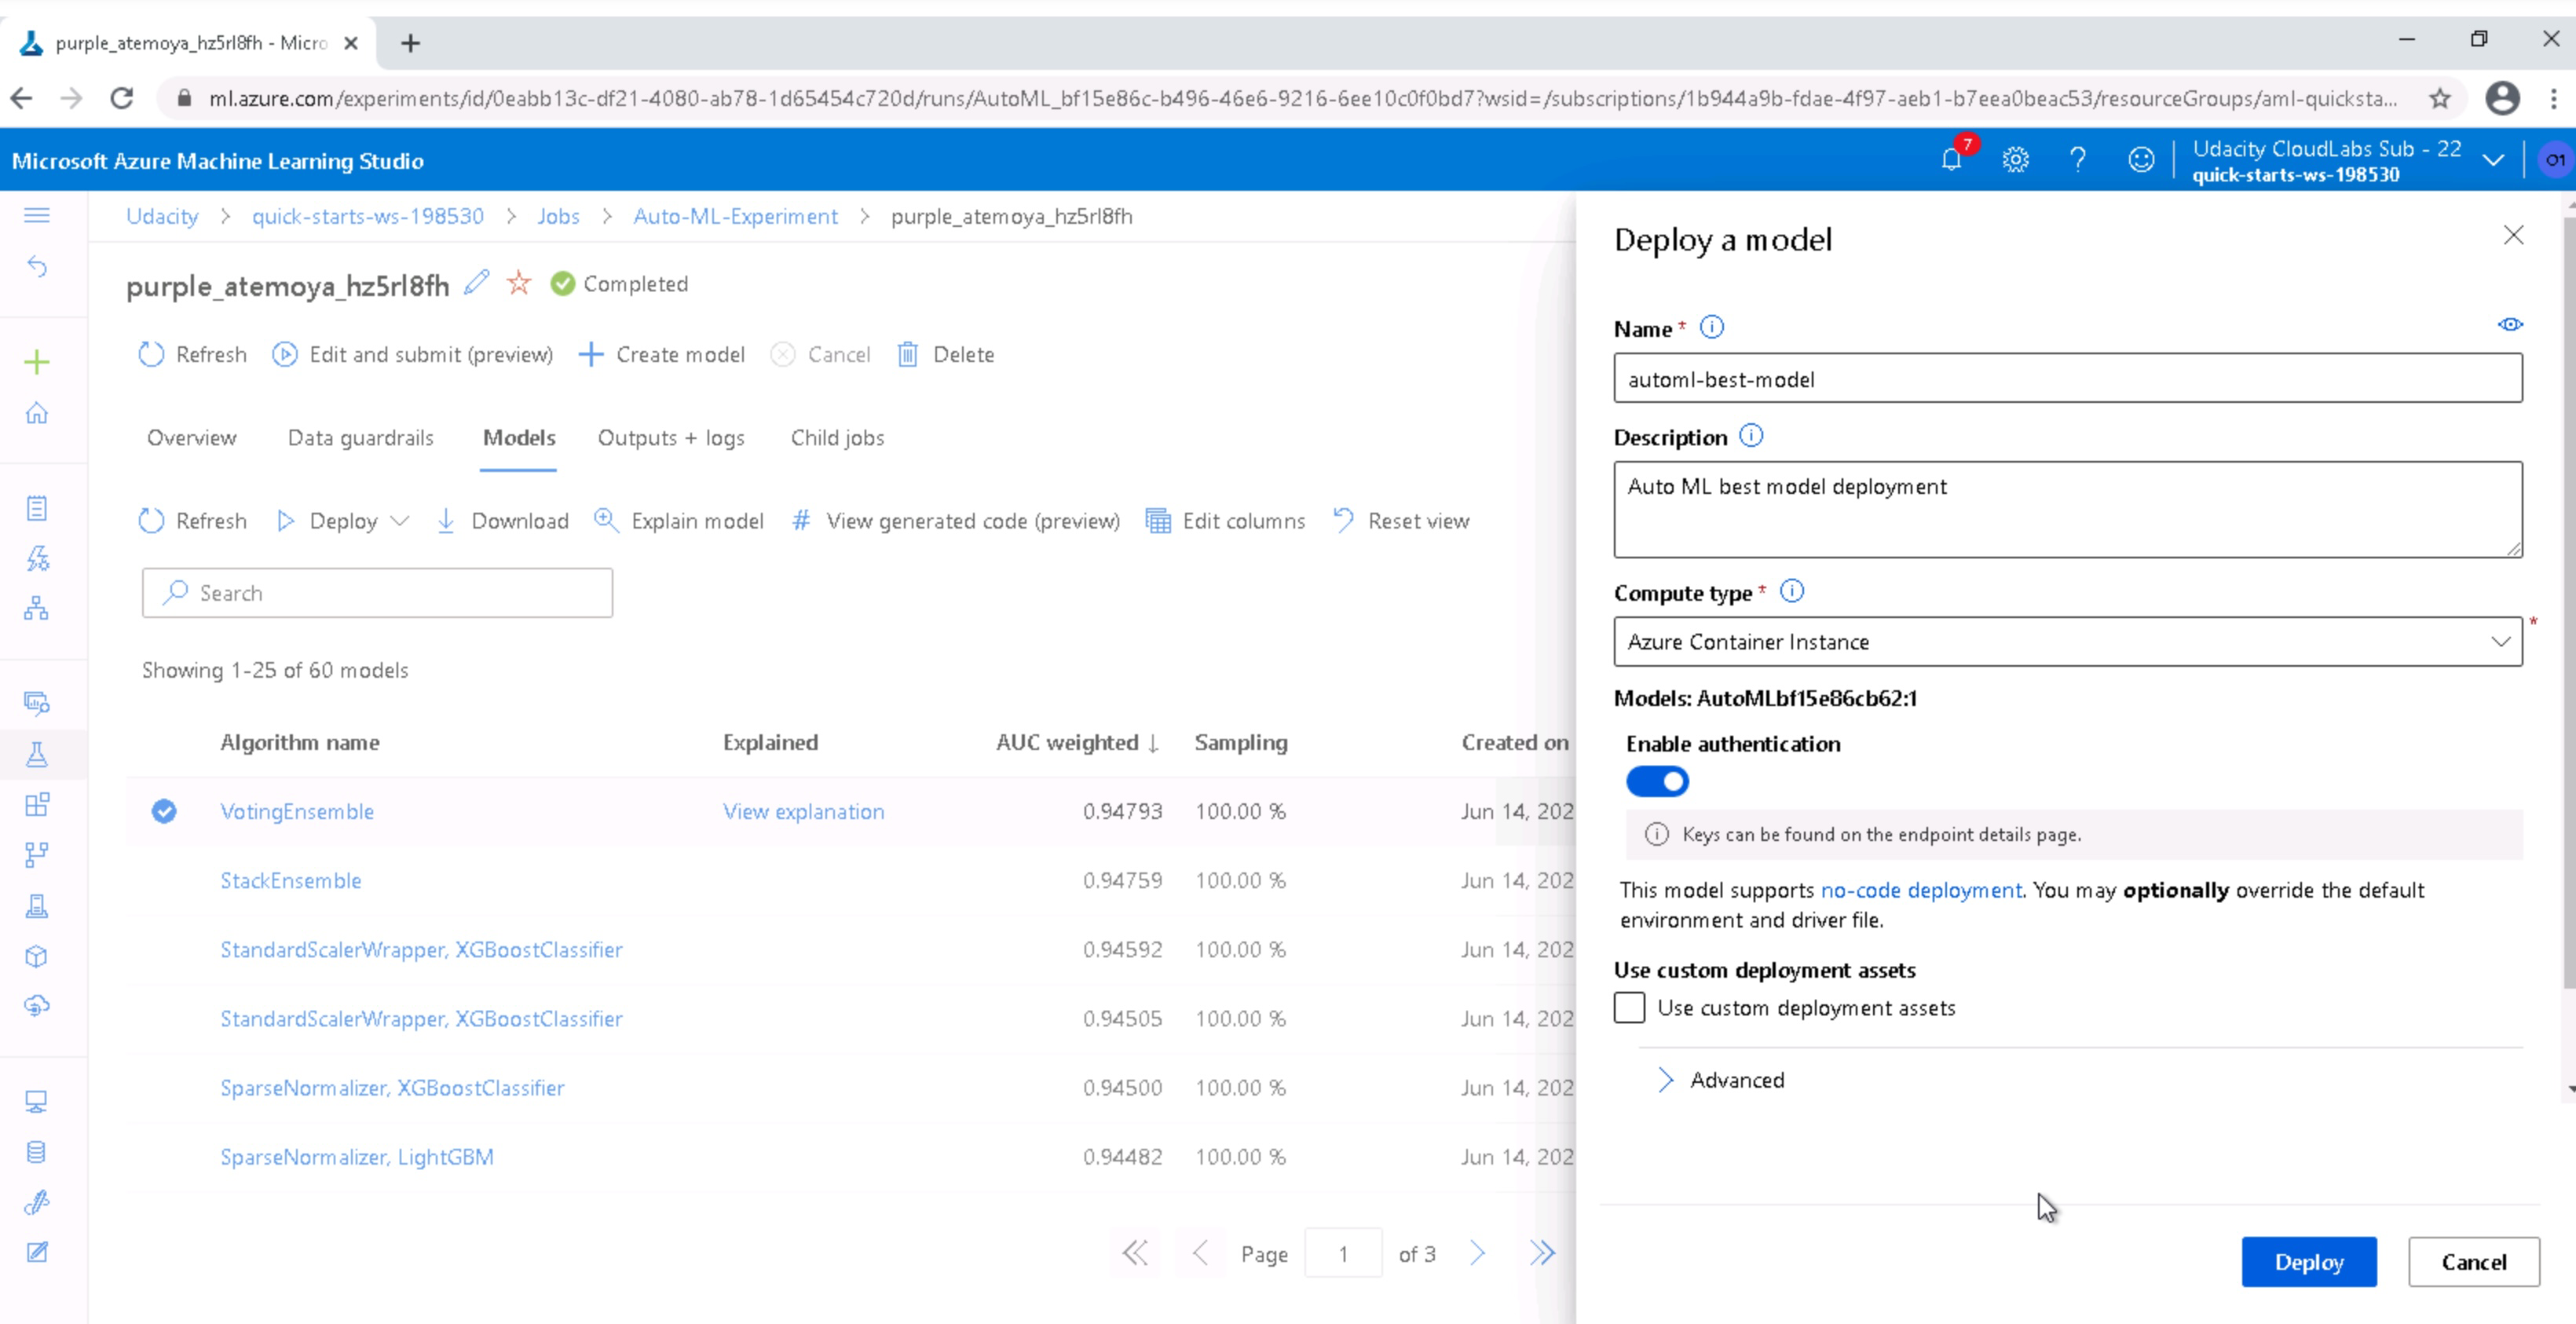 purple_atemoya_hz5rl8fh - Micro
ml.azure.com/experiments/id/0eabb13c-df21-4080-ab78-1d65454c720d/runs/AutoML_bf15e86c-b496-46e6-9216-6ee10c0f0bd7?wsid=/subscriptions/1b944a9b-fdae-4f97-aeb1-b7eea0beac53/resourceGroups/aml-quicksta...
Microsoft Azure Machine Learning Studio
7
Udacity CloudLabs Sub - 22
quick-starts-ws-198530
O1
Udacity > quick-starts-ws-198530 > Jobs > Auto-ML-Experiment > purple_atemoya_hz5rl8fh
purple_atemoya_hz5rl8fh Completed
Refresh Edit and submit (preview) Create model Cancel Delete
Overview Data guardrails Models Outputs + logs Child jobs
Refresh Deploy Download Explain model # View generated code (preview) Edit columns Reset view
Search
Showing 1-25 of 60 models
Algorithm name Explained AUC weighted ↓ Sampling Created on
VotingEnsemble View explanation 0.94793 100.00 % Jun 14, 202
StackEnsemble 0.94759 100.00 % Jun 14, 202
StandardScalerWrapper, XGBoostClassifier 0.94592 100.00 % Jun 14, 202
StandardScalerWrapper, XGBoostClassifier 0.94505 100.00 % Jun 14, 202
SparseNormalizer, XGBoostClassifier 0.94500 100.00 % Jun 14, 202
SparseNormalizer, LightGBM 0.94482 100.00 % Jun 14, 202
Page 1 of 3
Deploy a model
Name *
automl-best-model
Description
Auto ML best model deployment
Compute type *
Azure Container Instance *
Models: AutoMLbf15e86cb62:1
Enable authentication
Keys can be found on the endpoint details page.
This model supports no-code deployment. You may optionally override the default
environment and driver file.
Use custom deployment assets
Use custom deployment assets
Advanced
Deploy Cancel